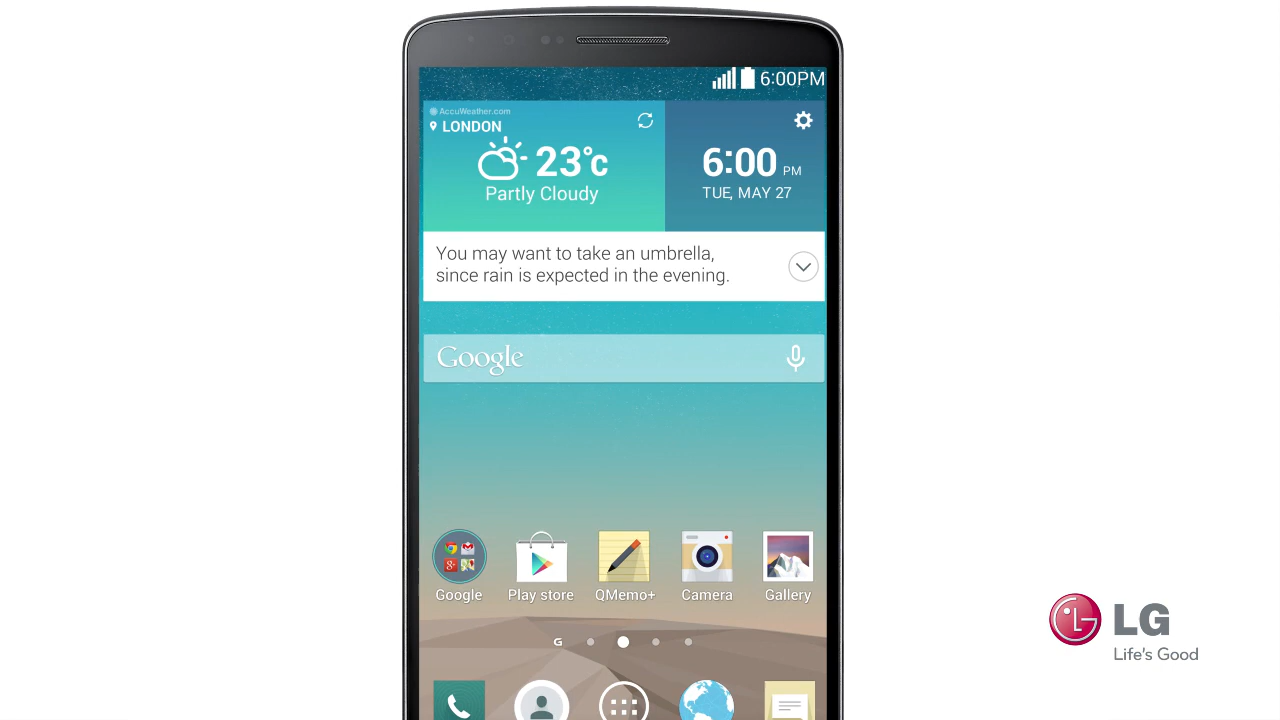 6:00PM
AccuWeather.com
LONDON
23°c
Partly Cloudy
6:00 PM
TUE, MAY 27
You may want to take an umbrella,
since rain is expected in the evening.
Google
Google
Play store
QMemo+
Camera
Gallery
G
LG
Life's Good